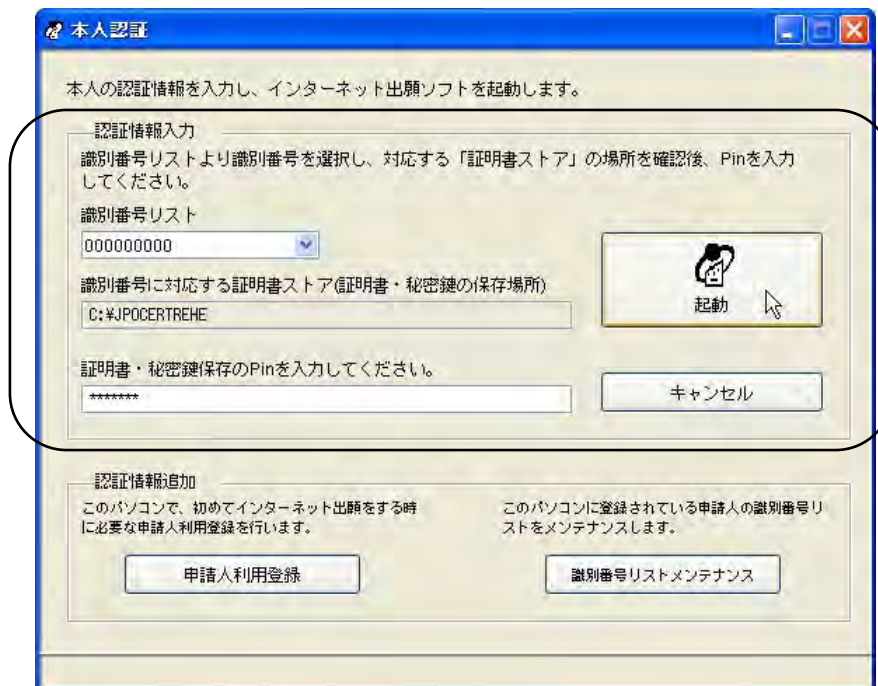 本人認証
本人の認証情報を入力し、インターネット出願ソフトを起動します。
認証情報入力
識別番号リストより識別番号を選択し、対応する「証明書ストア」の場所を確認後、Pinを入力
してください。
識別番号リスト
000000000
識別番号に対応する証明書ストア(証明書・秘密鍵の保存場所)
C:¥JPOCERTREHE
起動
証明書・秘密鍵保存のPinを入力してください。
*******
キャンセル
認証情報追加
このパソコンで、初めてインターネット出願をする時
に必要な申請人利用登録を行います。
申請人利用登録
このパソコンに登録されている申請人の識別番号リ
ストをメンテナンスします。
識別番号リストメンテナンス